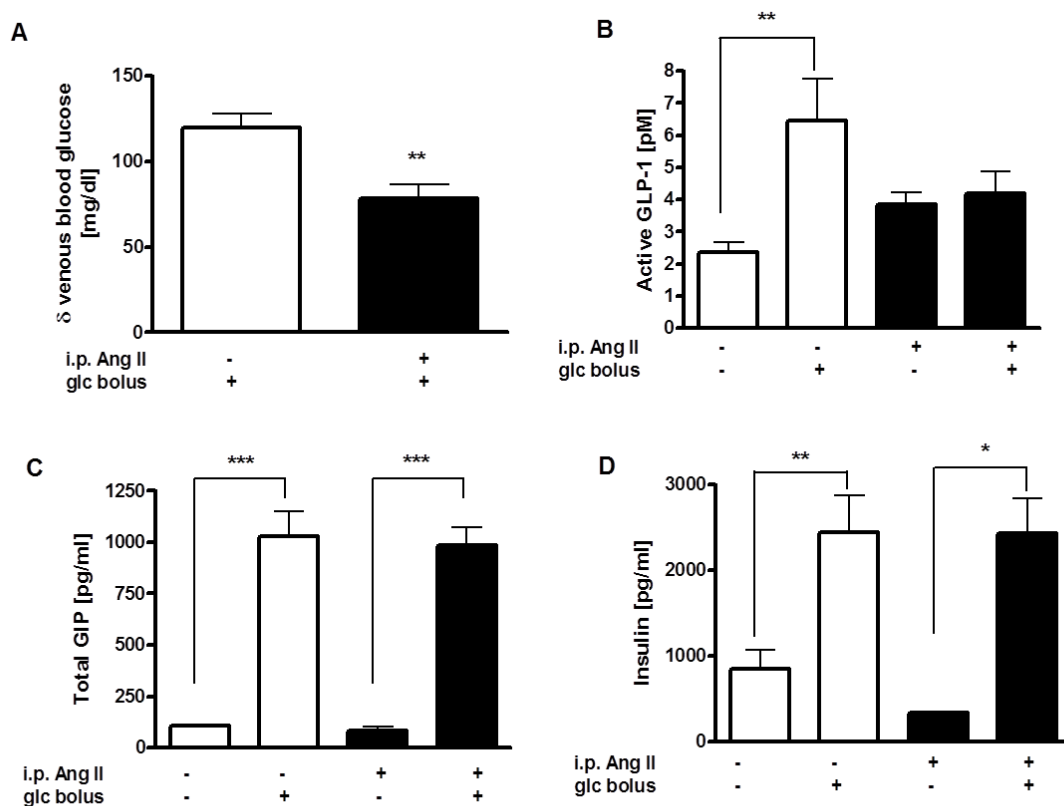 A
δ venous blood glucose
[mg/dl]
150
100
50
0
**
i.p. Ang II - +
glc bolus + +
B
Active GLP-1 [pM]
8
7
6
5
4
3
2
1
0
**
i.p. Ang II - - + +
glc bolus - + - +
C
Total GIP [pg/ml]
1250
1000
750
500
250
0
*** ***
i.p. Ang II - - + +
glc bolus - + - +
D
Insulin [pg/ml]
3000
2000
1000
0
** *
i.p. Ang II - - + +
glc bolus - + - +